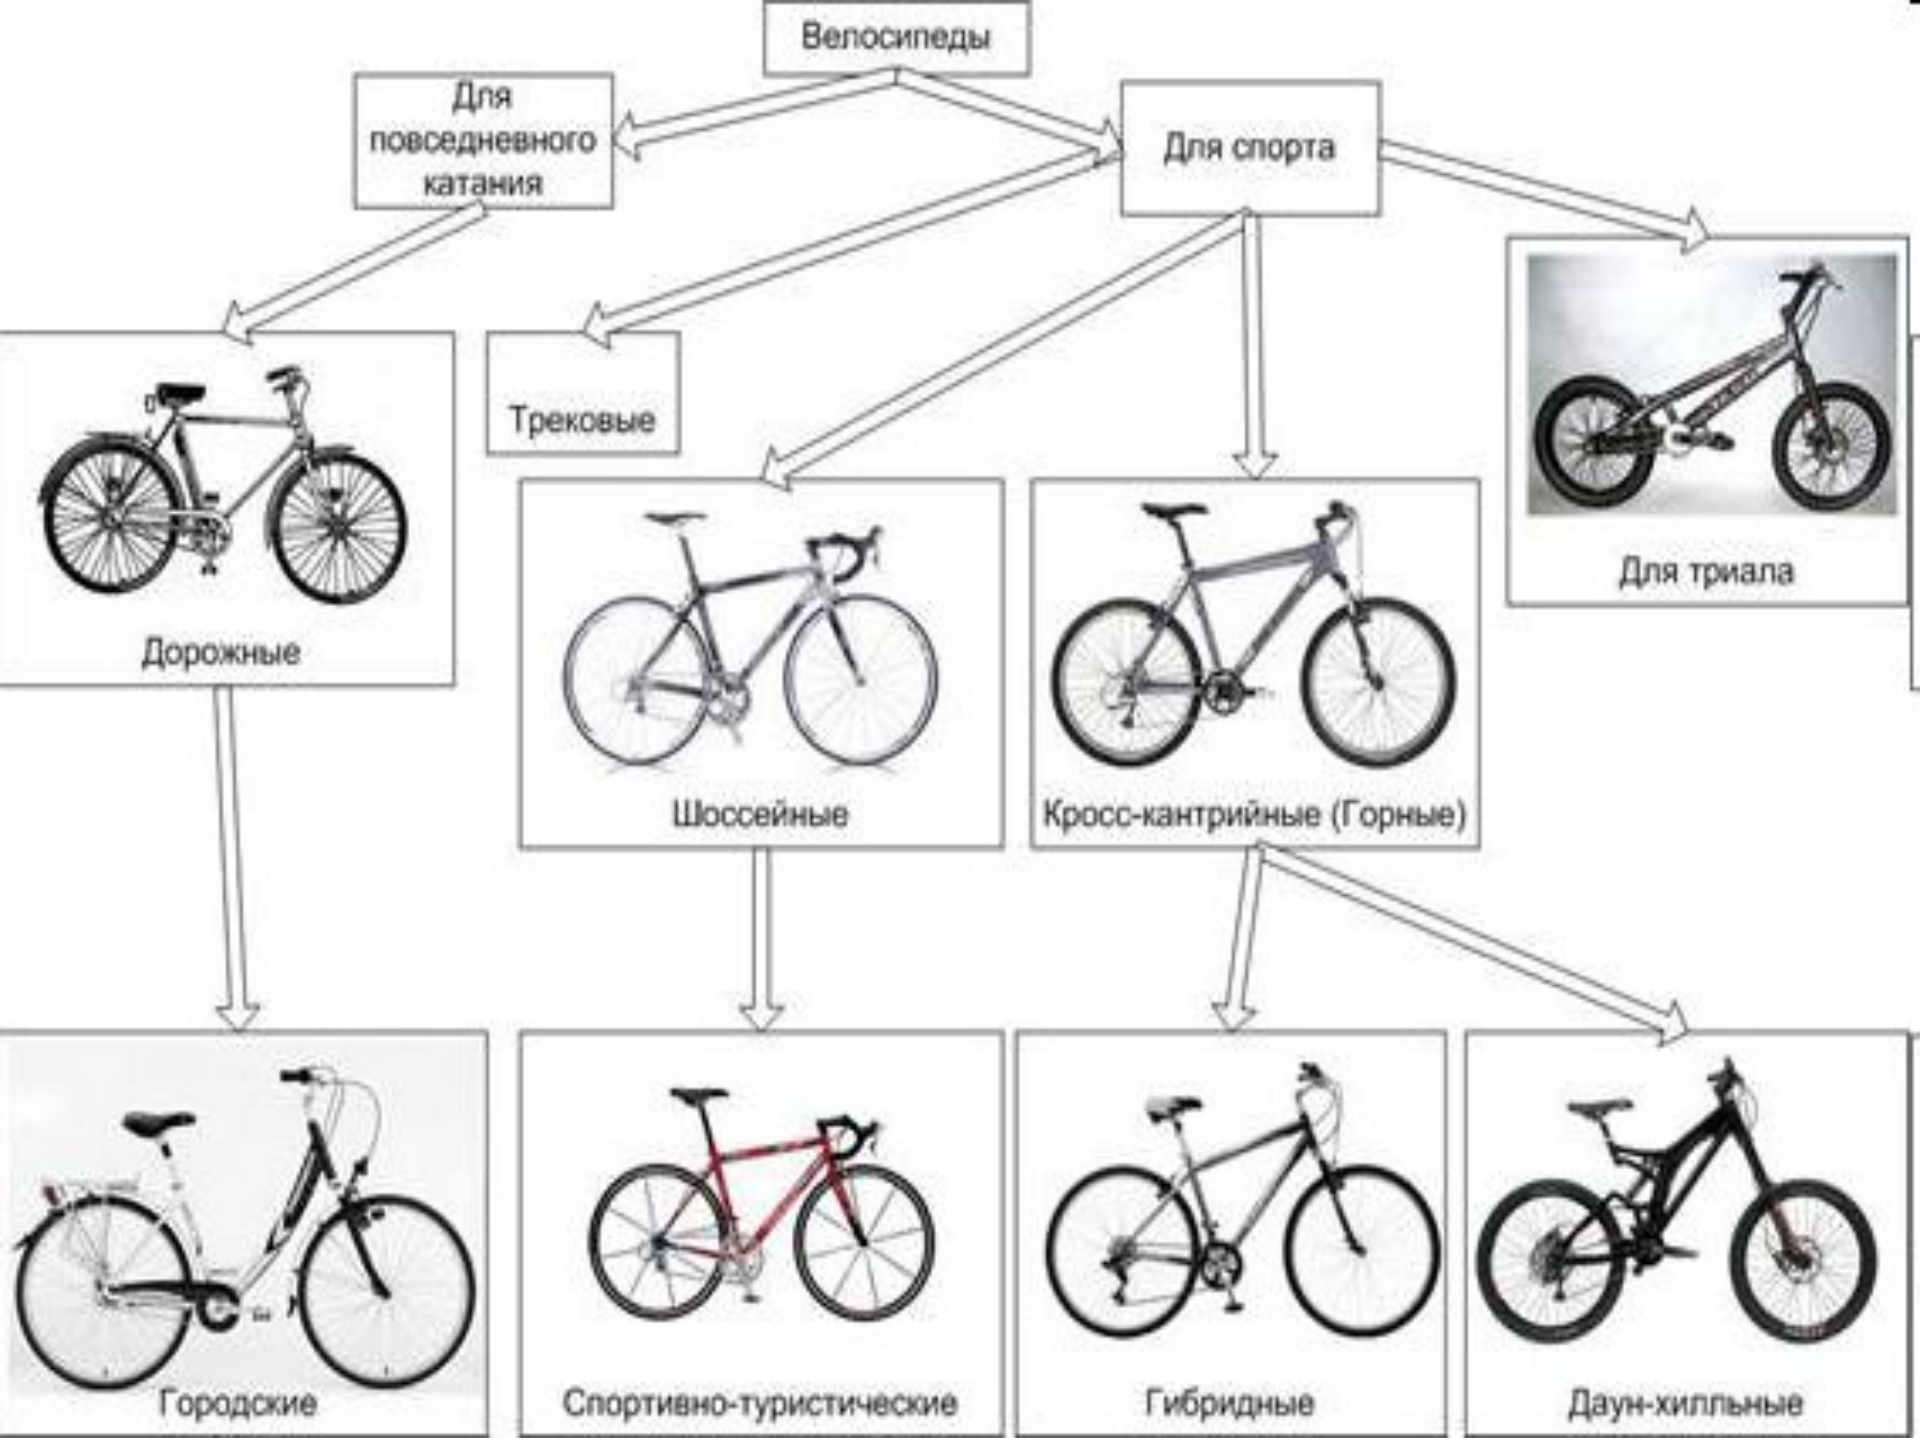 Велосипеды
Для
повседневного
катания
Для спорта
Трековые
Для триала
Дорожные
Шоссейные
Кросс-кантрийные (Горные)
Городские
Спортивно-туристические
Гибридные
Даун-хилльные